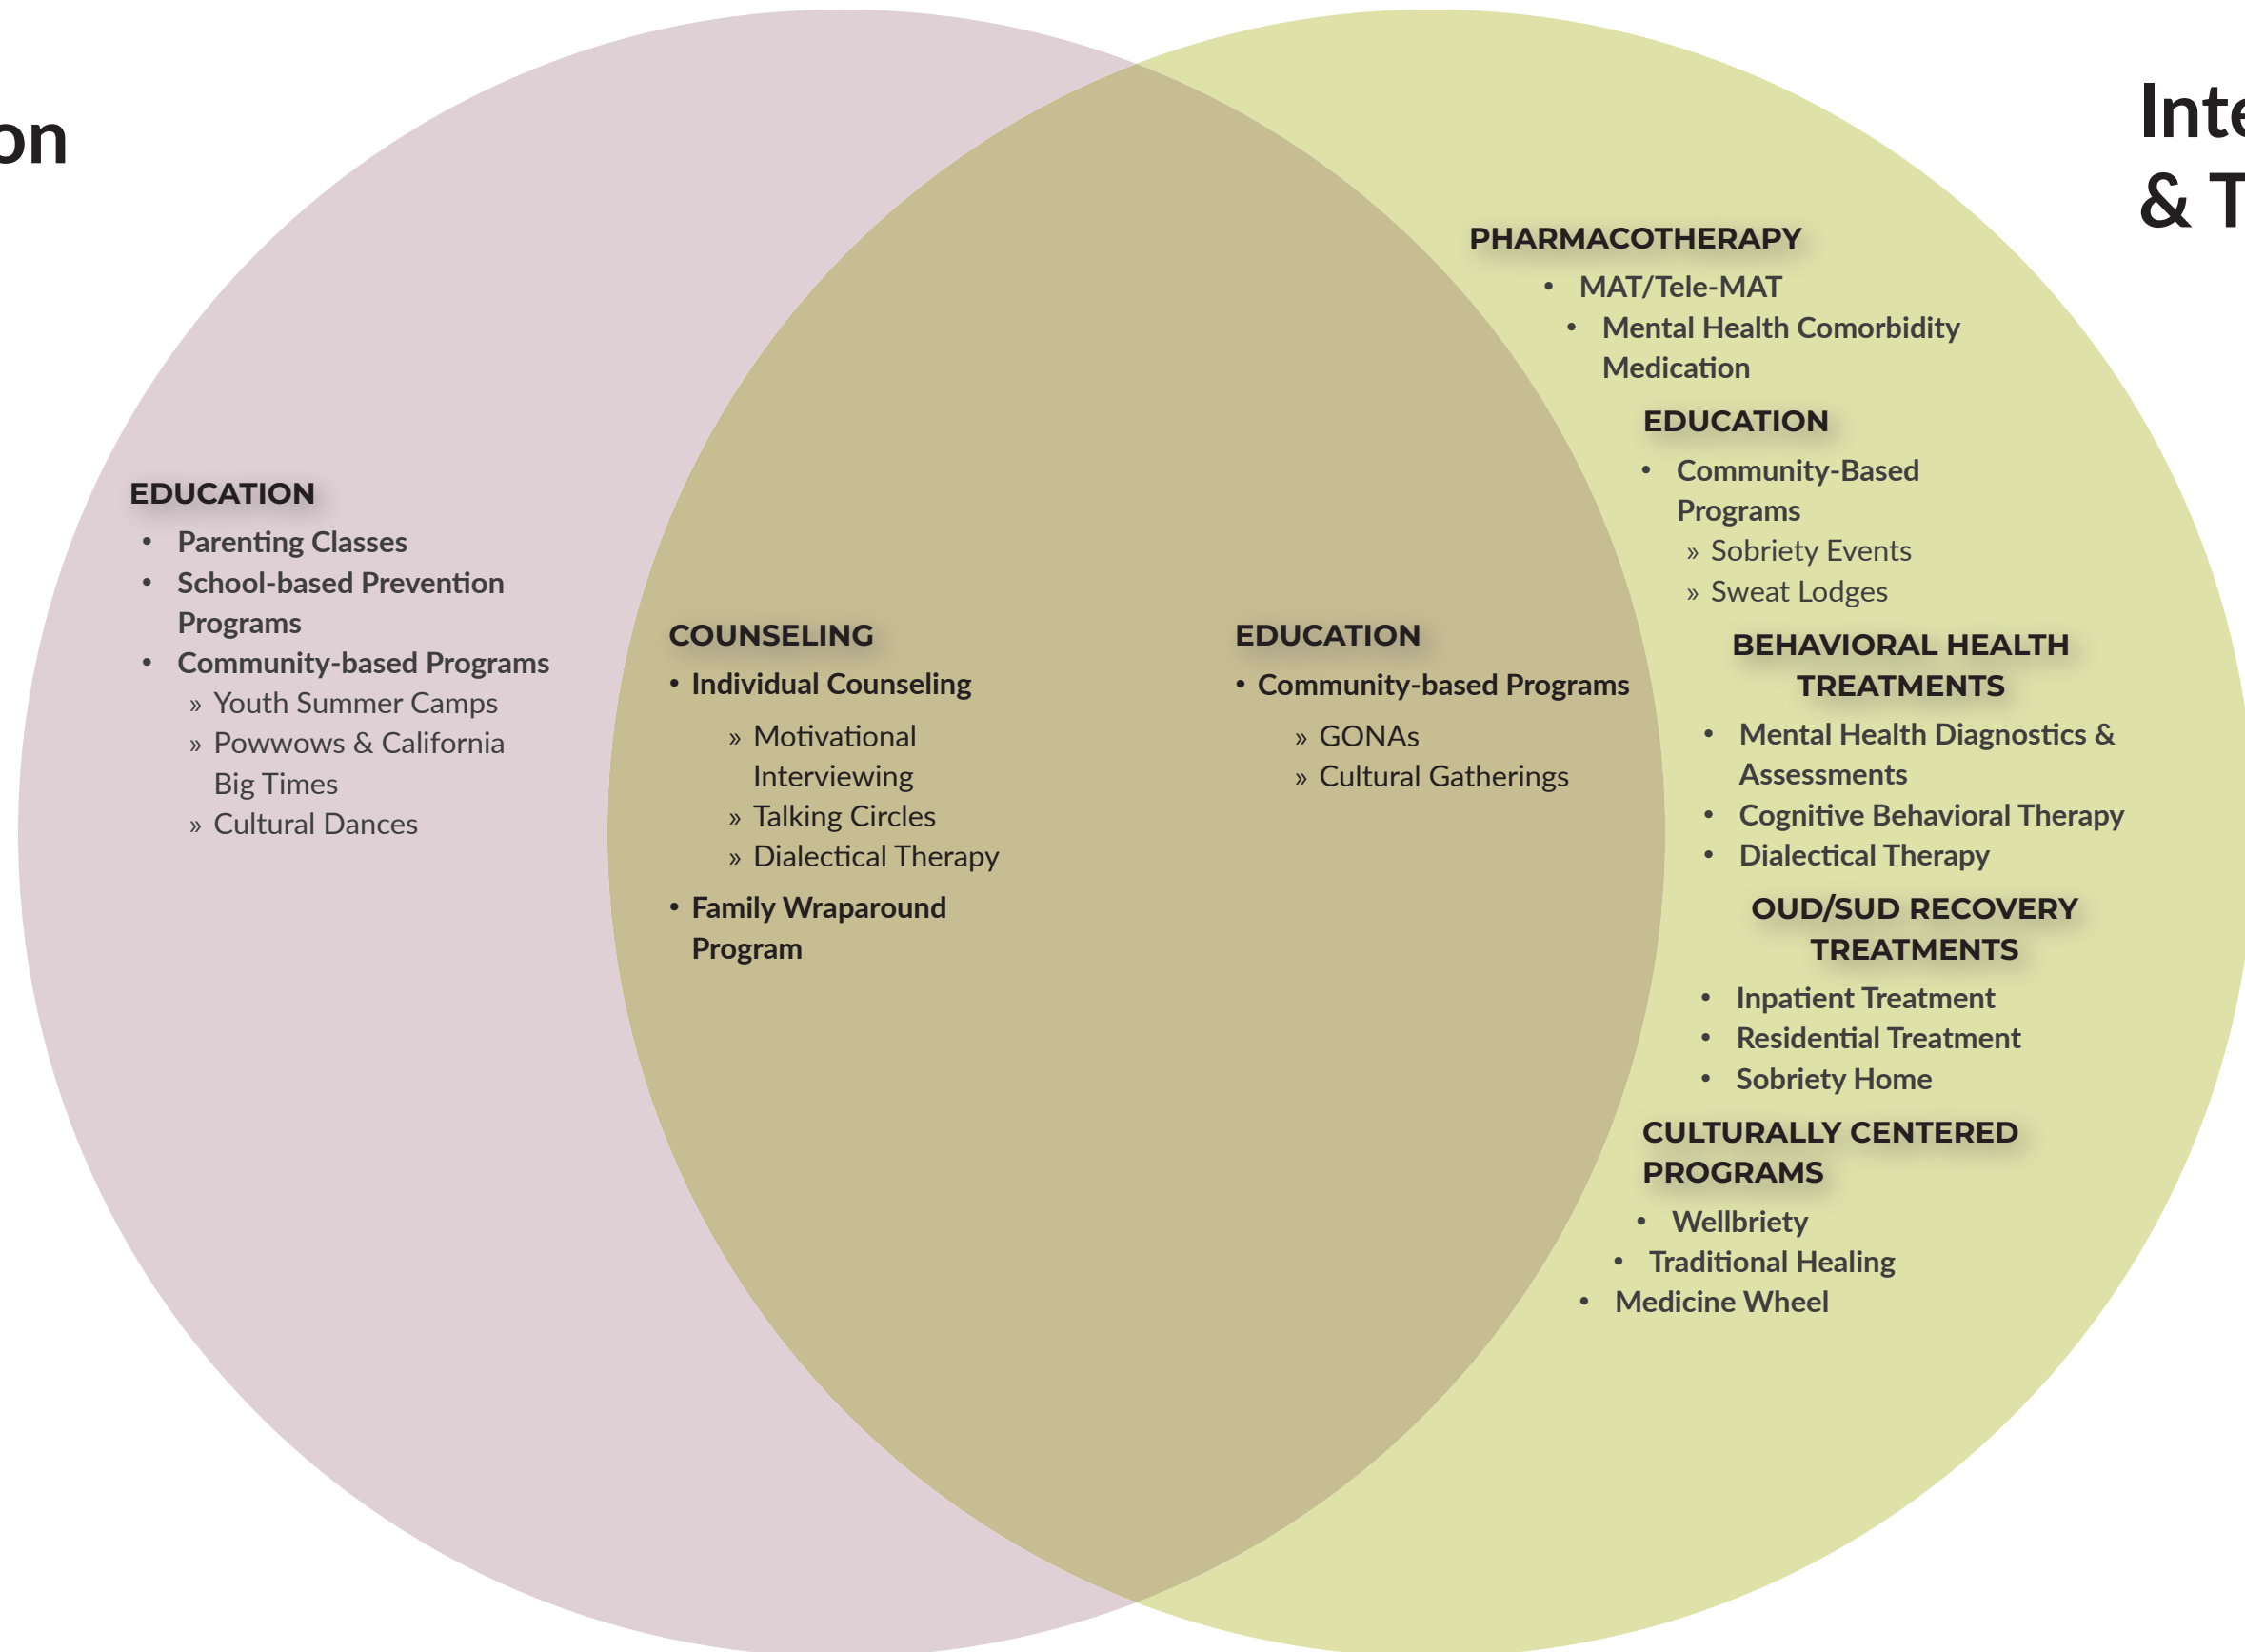 on
Inte
& T
EDUCATION
• Parenting Classes
• School-based Prevention
Programs
• Community-based Programs
» Youth Summer Camps
» Powwows & California
Big Times
» Cultural Dances
COUNSELING
• Individual Counseling
» Motivational
Interviewing
» Talking Circles
» Dialectical Therapy
• Family Wraparound
Program
EDUCATION
• Community-based Programs
» GONAs
» Cultural Gatherings
PHARMACOTHERAPY
• MAT/Tele-MAT
• Mental Health Comorbidity
Medication
EDUCATION
• Community-Based
Programs
» Sobriety Events
» Sweat Lodges
BEHAVIORAL HEALTH
TREATMENTS
• Mental Health Diagnostics &
Assessments
• Cognitive Behavioral Therapy
• Dialectical Therapy
OUD/SUD RECOVERY
TREATMENTS
• Inpatient Treatment
• Residential Treatment
• Sobriety Home
CULTURALLY CENTERED
PROGRAMS
• Wellbriety
• Traditional Healing
• Medicine Wheel